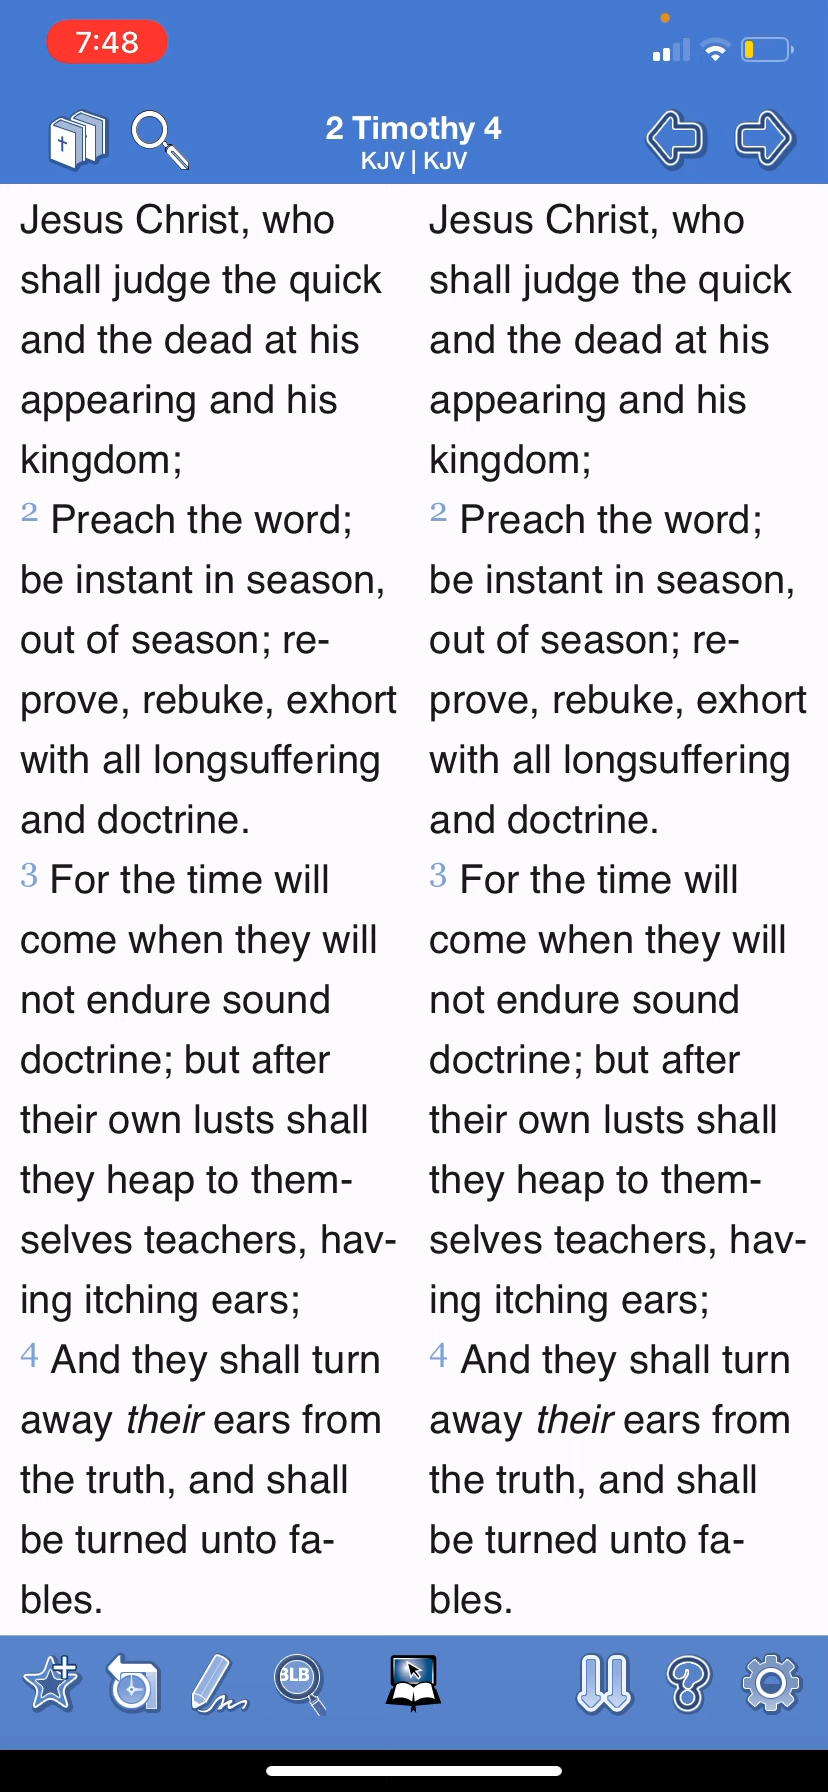 7:48
2 Timothy 4
KJV | KJV
Jesus Christ, who
shall judge the quick
and the dead at his
appearing and his
kingdom;
2 Preach the word;
be instant in season,
out of season; re-
prove, rebuke, exhort
with all longsuffering
and doctrine.
3 For the time will
come when they will
not endure sound
doctrine; but after
their own lusts shall
they heap to them-
selves teachers, hav-
ing itching ears;
4 And they shall turn
away their ears from
the truth, and shall
be turned unto fa-
bles.
Jesus Christ, who
shall judge the quick
and the dead at his
appearing and his
kingdom;
2 Preach the word;
be instant in season,
out of season; re-
prove, rebuke, exhort
with all longsuffering
and doctrine.
3 For the time will
come when they will
not endure sound
doctrine; but after
their own lusts shall
they heap to them-
selves teachers, hav-
ing itching ears;
4 And they shall turn
away their ears from
the truth, and shall
be turned unto fa-
bles.
BLB